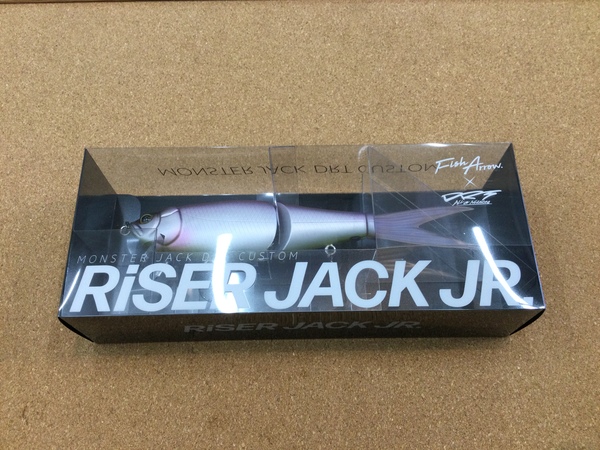 MONSTER JACK DRT CUSTOM
Fish Arrow.
×
DRT
MONSTER JACK DRT CUSTOM
RiSER JACK JR.
RiSER JACK JR.